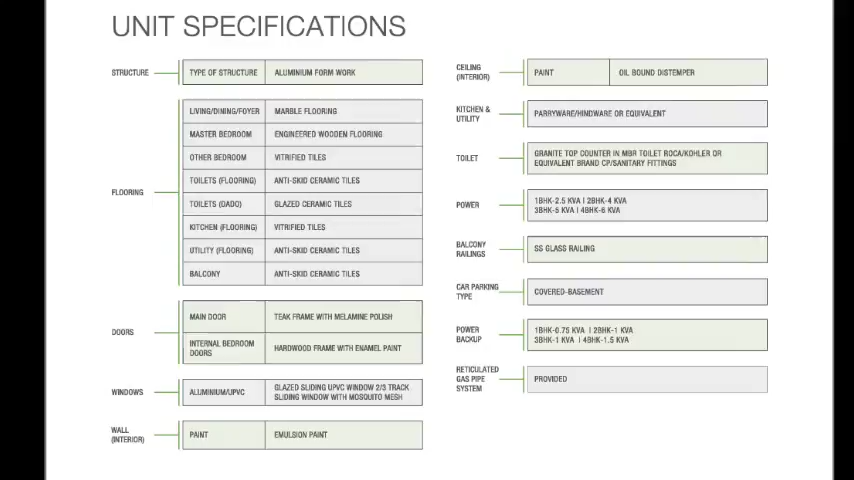 UNIT SPECIFICATIONS
STRUCTURE
TYPE OF STRUCTURE
ALUMINIUM FORM WORK
FLOORING
LIVING/DINING/FOYER
MARBLE FLOORING
MASTER BEDROOM
ENGINEERED WOODEN FLOORING
OTHER BEDROOM
VITRIFIED TILES
TOILETS (FLOORING)
ANTI-SKID CERAMIC TILES
TOILETS (DADO)
GLAZED CERAMIC TILES
KITCHEN (FLOORING)
VITRIFIED TILES
UTILITY (FLOORING)
ANTI-SKID CERAMIC TILES
BALCONY
ANTI-SKID CERAMIC TILES
DOORS
MAIN DOOR
TEAK FRAME WITH MELAMINE POLISH
INTERNAL BEDROOM
DOORS
HARDWOOD FRAME WITH ENAMEL PAINT
WINDOWS
ALUMINIUM/UPVC
GLAZED SLIDING UPVC WINDOW 2/3 TRACK
SLIDING WINDOW WITH MOSQUITO MESH
WALL
(INTERIOR)
PAINT
EMULSION PAINT
CEILING
(INTERIOR)
PAINT
OIL BOUND DISTEMPER
KITCHEN &
UTILITY
PARRYWARE/HINDWARE OR EQUIVALENT
TOILET
GRANITE TOP COUNTER IN MBR TOILET ROCA/KOHLER OR
EQUIVALENT BRAND CP/SANITARY FITTINGS
POWER
1BHK-2.5 KVA I 2BHK-4 KVA
3BHK-5 KVA I 4BHK-6 KVA
BALCONY
RAILINGS
SS GLASS RAILING
CAR PARKING
TYPE
COVERED-BASEMENT
POWER
BACKUP
1BHK-0.75 KVA I 2BHK-1 KVA
3BHK-1 KVA I 4BHK-1.5 KVA
RETICULATED
GAS PIPE
SYSTEM
PROVIDED